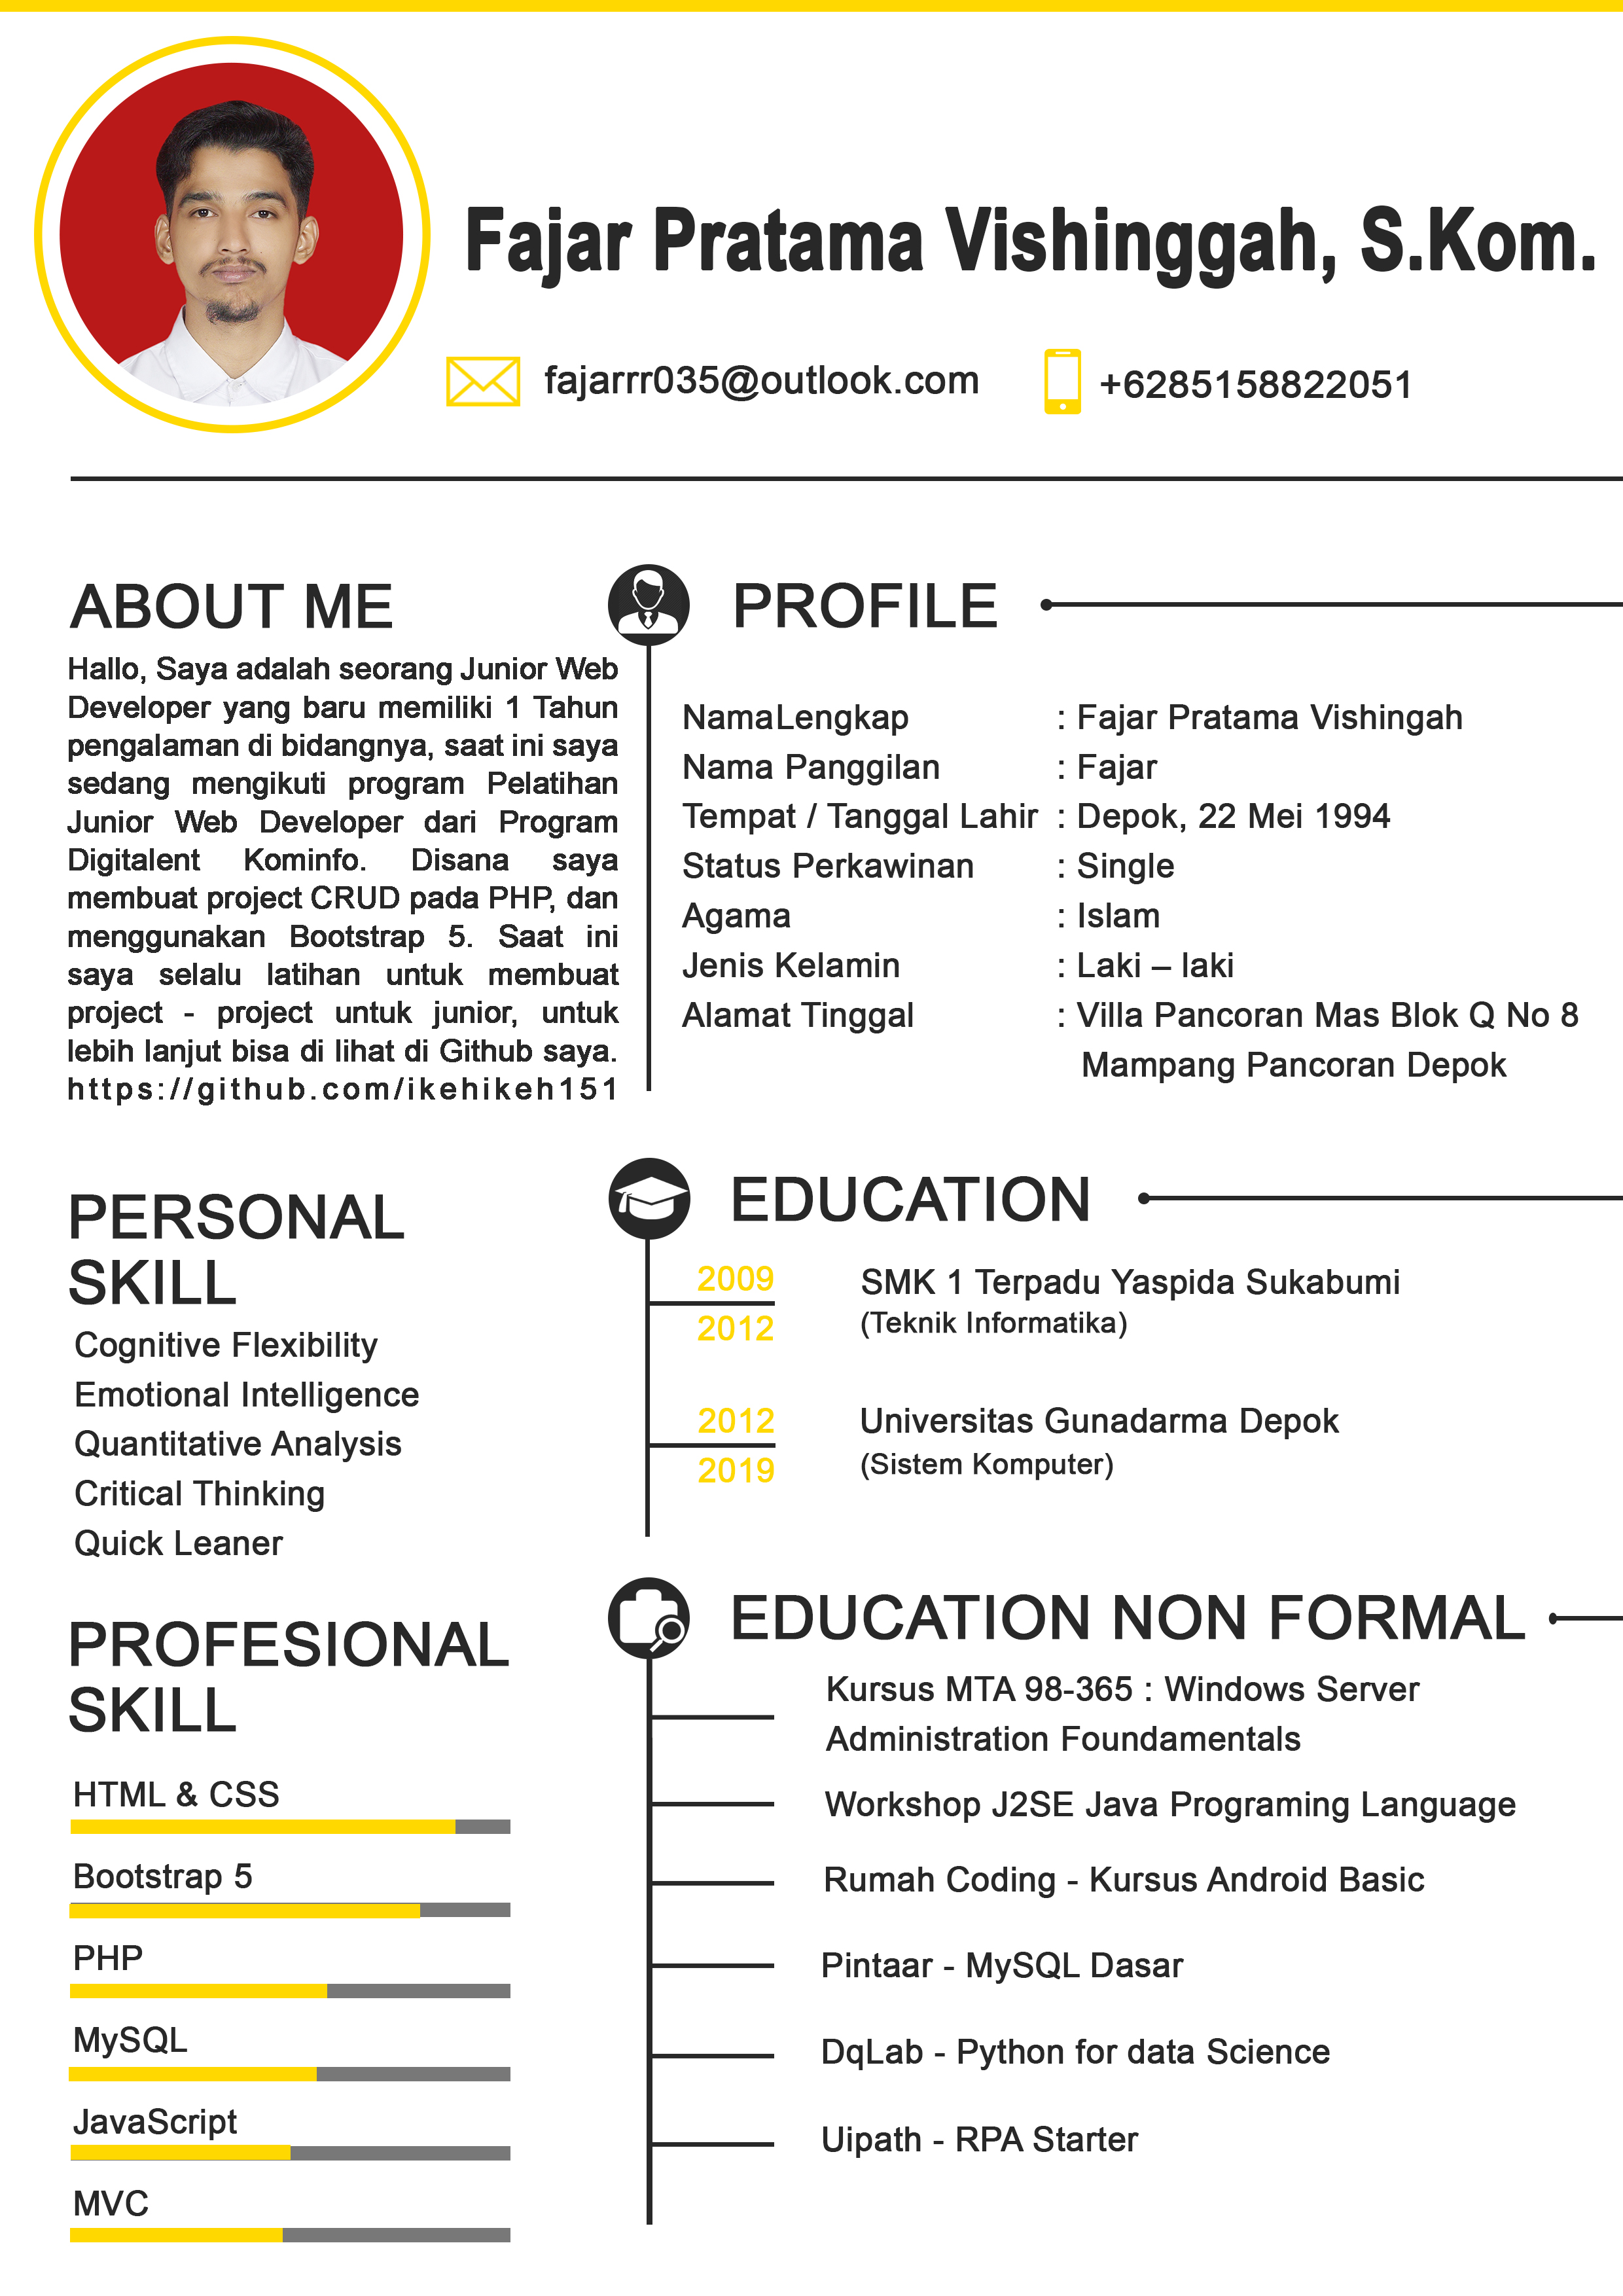 Fajar Pratama Vishinggah, S.Kom.
fajarrr035@outlook.com
+6285158822051
ABOUT ME
Hallo, Saya adalah seorang Junior Web
Developer yang baru memiliki 1 Tahun
pengalaman di bidangnya, saat ini saya
sedang mengikuti program Pelatihan
Junior Web Developer dari Program
Digitalent Kominfo. Disana saya
membuat project CRUD pada PHP, dan
menggunakan Bootstrap 5. Saat ini
saya selalu latihan untuk membuat
project - project untuk junior, untuk
lebih lanjut bisa di lihat di Github saya.
https://github.com/ikehikeh151
PERSONAL
SKILL
Cognitive Flexibility
Emotional Intelligence
Quantitative Analysis
Critical Thinking
Quick Leaner
PROFESIONAL
SKILL
HTML & CSS
Bootstrap 5
PHP
MySQL
JavaScript
MVC
PROFILE
NamaLengkap : Fajar Pratama Vishingah
Nama Panggilan : Fajar
Tempat / Tanggal Lahir : Depok, 22 Mei 1994
Status Perkawinan : Single
Agama : Islam
Jenis Kelamin : Laki – laki
Alamat Tinggal : Villa Pancoran Mas Blok Q No 8
Mampang Pancoran Depok
EDUCATION
2009
2012
SMK 1 Terpadu Yaspida Sukabumi
(Teknik Informatika)
2012
2019
Universitas Gunadarma Depok
(Sistem Komputer)
EDUCATION NON FORMAL
Kursus MTA 98-365 : Windows Server
Administration Foundamentals
Workshop J2SE Java Programing Language
Rumah Coding - Kursus Android Basic
Pintaar - MySQL Dasar
DqLab - Python for data Science
Uipath - RPA Starter